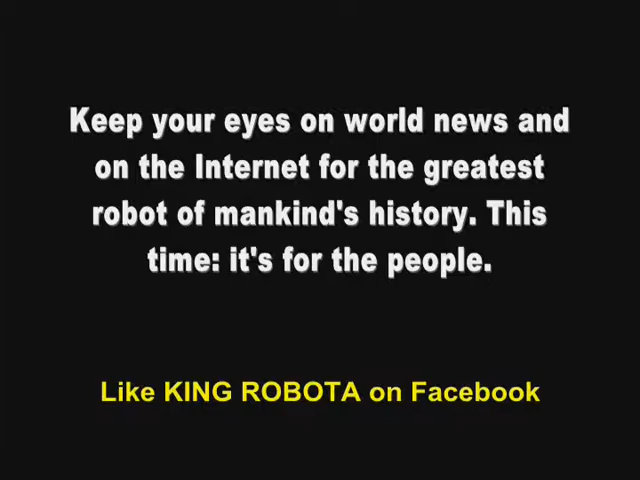 Keep your eyes on world news and
on the Internet for the greatest
robot of mankind's history. This
time: it's for the people.
Like KING ROBOTA on Facebook